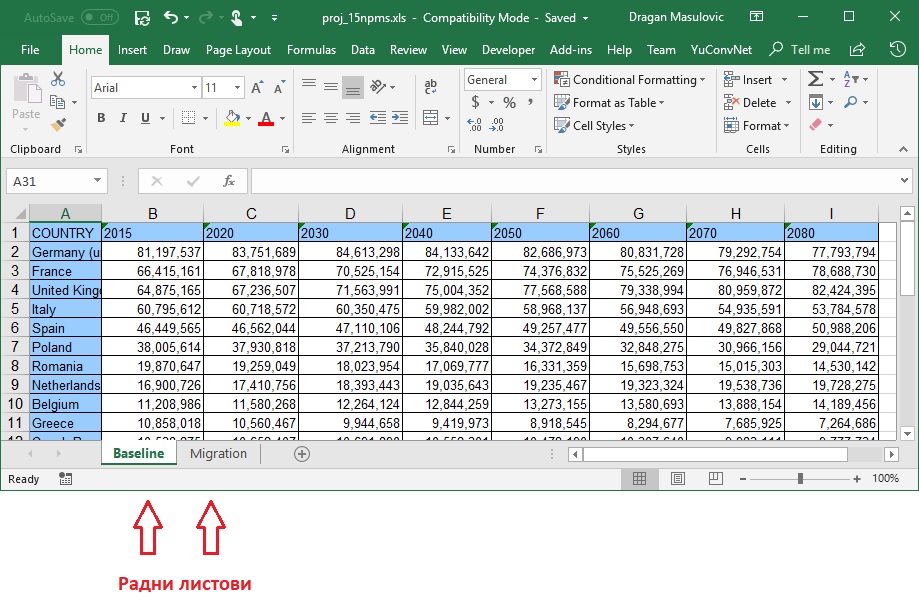 AutoSave Off proj_15npms.xls - Compatibility Mode - Saved Dragan Masulovic
File Home Insert Draw Page Layout Formulas Data Review View Developer Add-ins Help Team YuConvNet Tell me
Paste Arial 11 General Conditional Formatting Insert
B I U $ % , Format as Table Delete
Cell Styles Format
Clipboard Font Alignment Number Styles Cells Editing
A31 fx
A B C D E F G H I
1 COUNTRY 2015 2020 2030 2040 2050 2060 2070 2080
2 Germany (u 81,197,537 83,751,689 84,613,298 84,133,642 82,686,973 80,831,728 79,292,754 77,793,794
3 France 66,415,161 67,818,978 70,525,154 72,915,525 74,376,832 75,525,269 76,946,531 78,688,730
4 United King 64,875,165 67,236,507 71,563,991 75,004,352 77,568,588 79,338,994 80,959,872 82,424,395
5 Italy 60,795,612 60,718,572 60,350,475 59,982,002 58,968,137 56,948,693 54,935,591 53,784,578
6 Spain 46,449,565 46,562,044 47,110,106 48,244,792 49,257,477 49,556,550 49,827,868 50,988,206
7 Poland 38,005,614 37,930,818 37,213,790 35,840,028 34,372,849 32,848,275 30,966,156 29,044,721
8 Romania 19,870,647 19,259,049 18,023,954 17,069,777 16,331,359 15,698,753 15,015,303 14,530,142
9 Netherlands 16,900,726 17,410,756 18,393,443 19,035,643 19,235,467 19,323,324 19,538,736 19,728,275
10 Belgium 11,208,986 11,580,268 12,264,124 12,844,259 13,273,155 13,580,693 13,888,154 14,189,456
11 Greece 10,858,018 10,560,467 9,944,658 9,419,973 8,918,545 8,294,677 7,685,925 7,264,686
Baseline Migration
Ready 100%
Радни листови